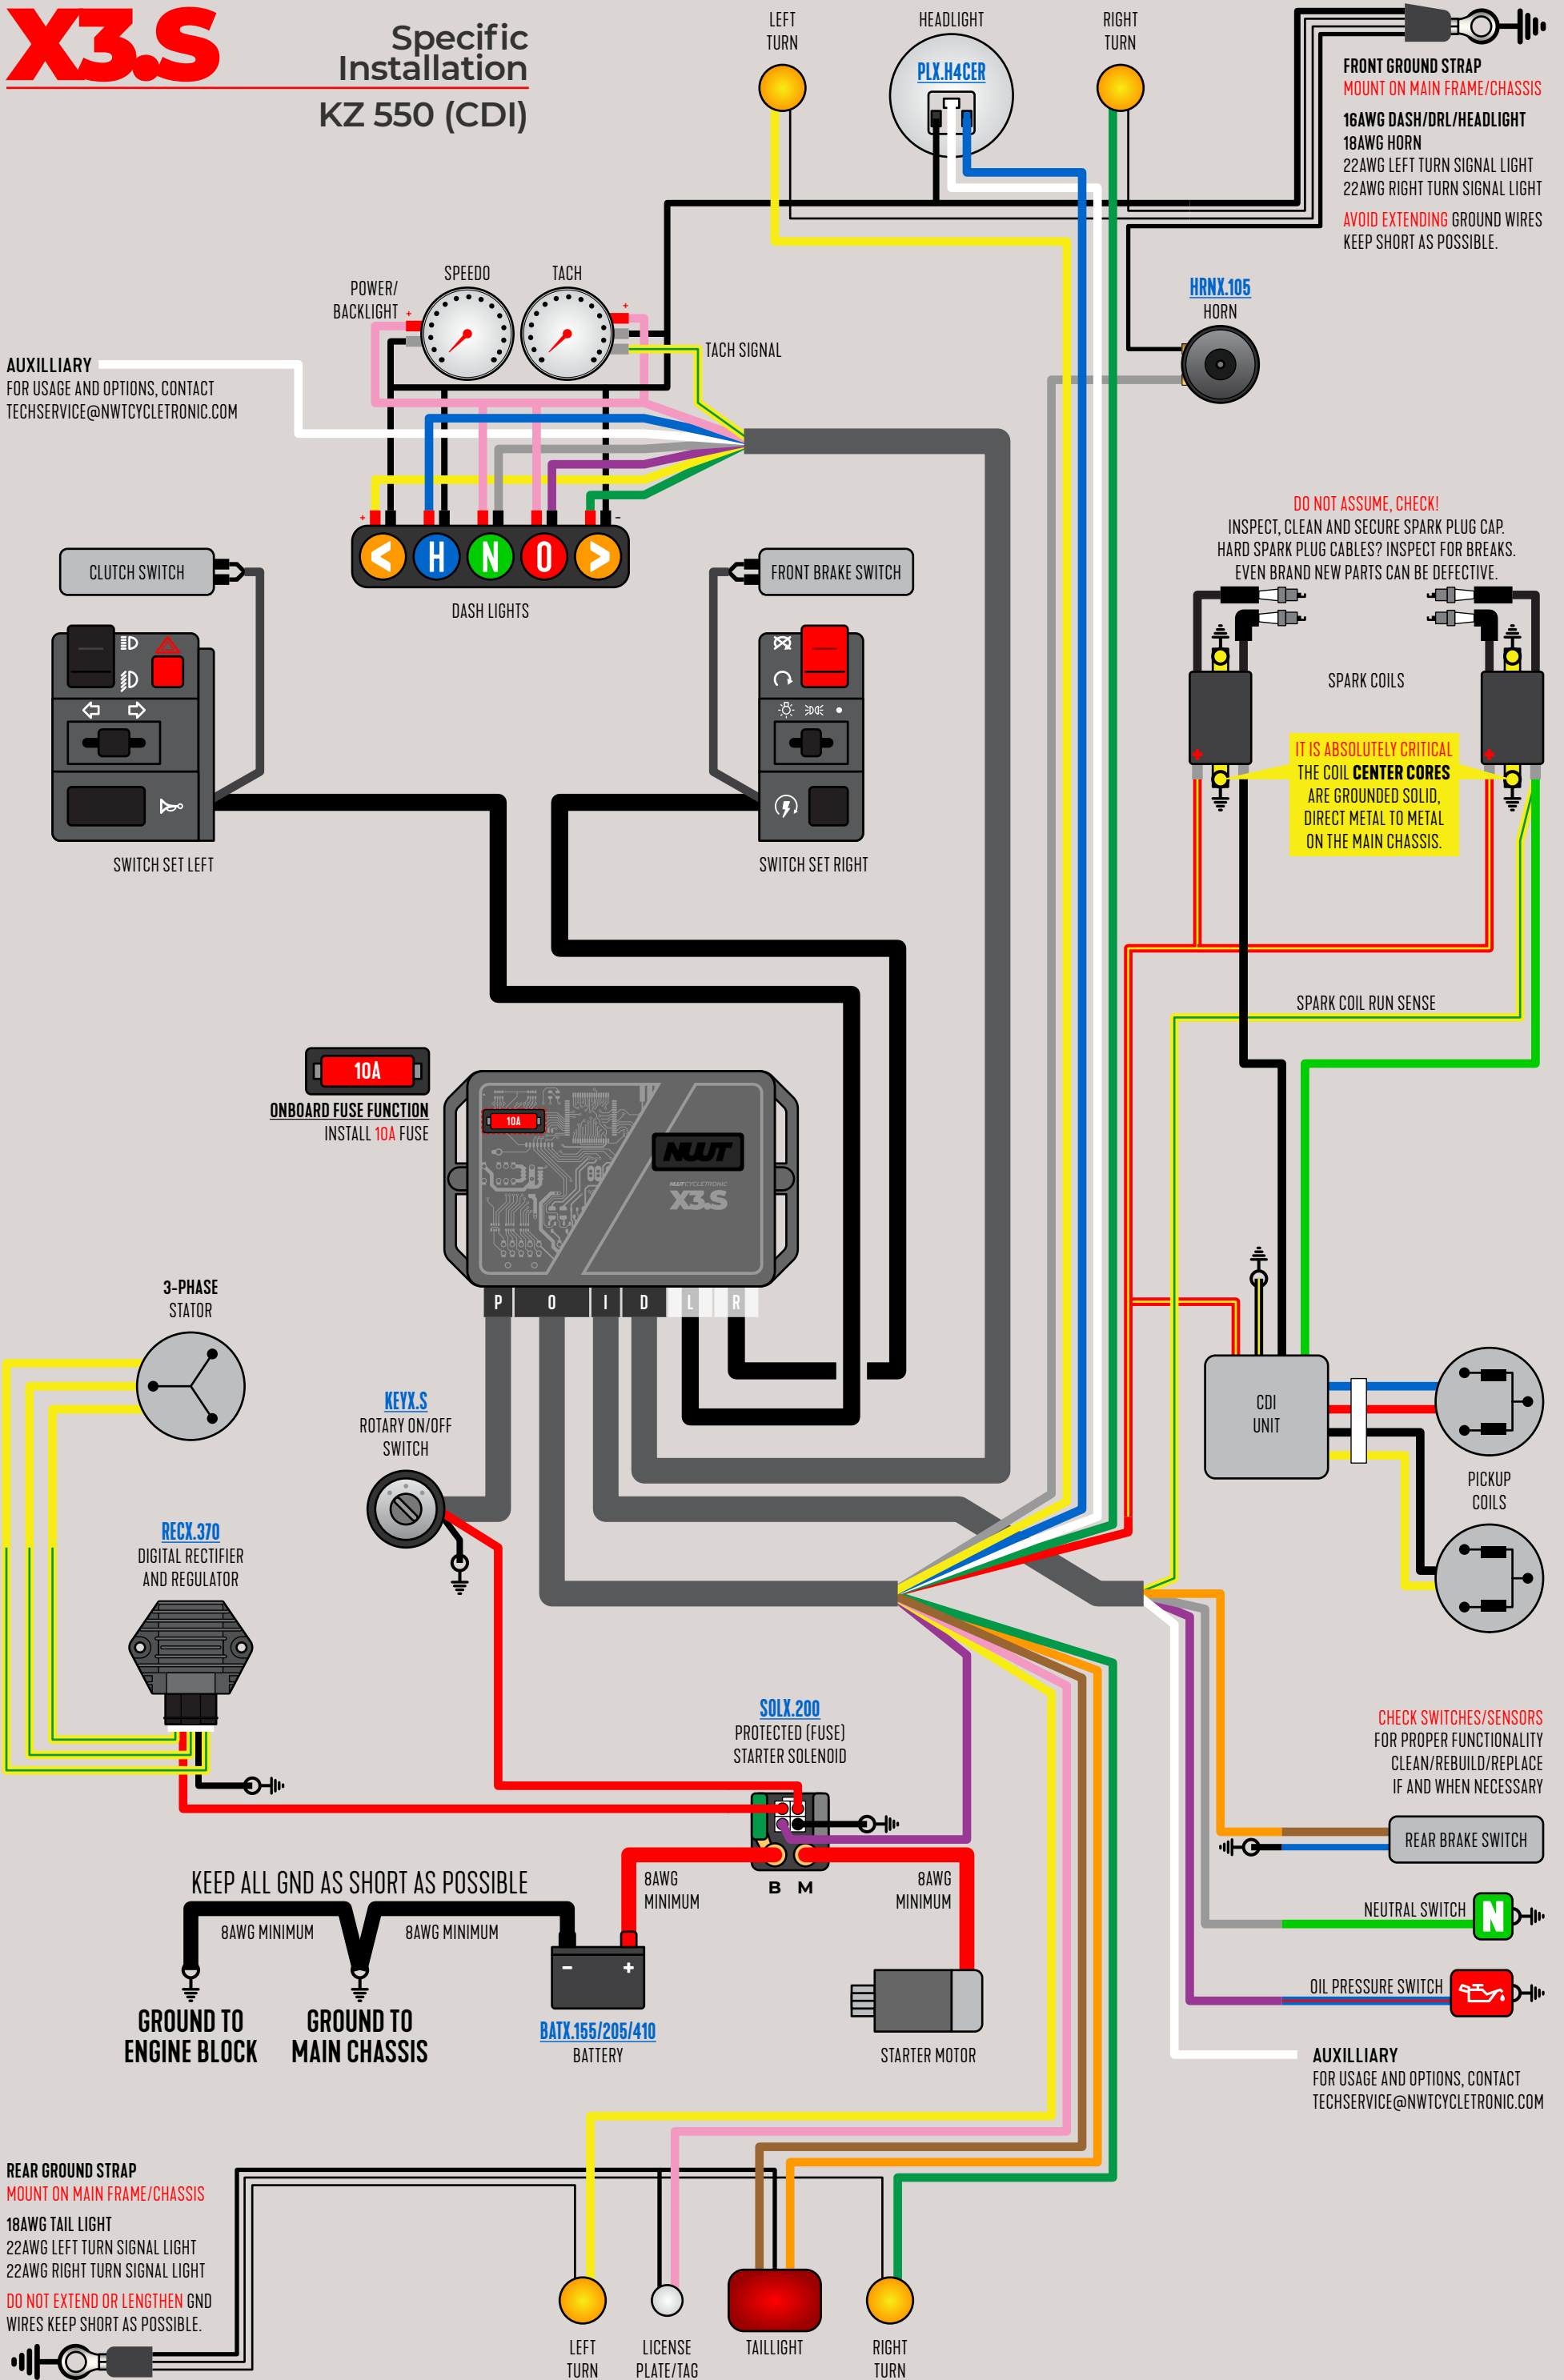 X3.S
Specific
Installation
KZ 550 (CDI)
LEFT
TURN
HEADLIGHT
PLX.H4CER
RIGHT
TURN
FRONT GROUND STRAP
MOUNT ON MAIN FRAME/CHASSIS
16AWG DASH/DRL/HEADLIGHT
18AWG HORN
22AWG LEFT TURN SIGNAL LIGHT
22AWG RIGHT TURN SIGNAL LIGHT
AVOID EXTENDING GROUND WIRES
KEEP SHORT AS POSSIBLE.
SPEEDO
TACH
POWER/
BACKLIGHT
+
+
TACH SIGNAL
HRNX.105
HORN
AUXILLIARY
FOR USAGE AND OPTIONS, CONTACT
TECHSERVICE@NWTCYCLETRONIC.COM
+
-
< H N O >
DASH LIGHTS
CLUTCH SWITCH
FRONT BRAKE SWITCH
SWITCH SET LEFT
SWITCH SET RIGHT
DO NOT ASSUME, CHECK!
INSPECT, CLEAN AND SECURE SPARK PLUG CAP.
HARD SPARK PLUG CABLES? INSPECT FOR BREAKS.
EVEN BRAND NEW PARTS CAN BE DEFECTIVE.
SPARK COILS
+
+
IT IS ABSOLUTELY CRITICAL
THE COIL CENTER CORES
ARE GROUNDED SOLID,
DIRECT METAL TO METAL
ON THE MAIN CHASSIS.
SPARK COIL RUN SENSE
10A
ONBOARD FUSE FUNCTION
INSTALL 10A FUSE
10A
NWT
NWTCYCLETRONIC
X3.S
P O I D L R
3-PHASE
STATOR
KEYX.S
ROTARY ON/OFF
SWITCH
CDI
UNIT
PICKUP
COILS
RECX.370
DIGITAL RECTIFIER
AND REGULATOR
SOLX.200
PROTECTED (FUSE)
STARTER SOLENOID
B M
8AWG
MINIMUM
8AWG
MINIMUM
KEEP ALL GND AS SHORT AS POSSIBLE
8AWG MINIMUM
8AWG MINIMUM
GROUND TO
ENGINE BLOCK
GROUND TO
MAIN CHASSIS
- +
BATX.155/205/410
BATTERY
STARTER MOTOR
CHECK SWITCHES/SENSORS
FOR PROPER FUNCTIONALITY
CLEAN/REBUILD/REPLACE
IF AND WHEN NECESSARY
REAR BRAKE SWITCH
NEUTRAL SWITCH
N
OIL PRESSURE SWITCH
AUXILLIARY
FOR USAGE AND OPTIONS, CONTACT
TECHSERVICE@NWTCYCLETRONIC.COM
REAR GROUND STRAP
MOUNT ON MAIN FRAME/CHASSIS
18AWG TAIL LIGHT
22AWG LEFT TURN SIGNAL LIGHT
22AWG RIGHT TURN SIGNAL LIGHT
DO NOT EXTEND OR LENGTHEN GND
WIRES KEEP SHORT AS POSSIBLE.
LEFT
TURN
LICENSE
PLATE/TAG
TAILLIGHT
RIGHT
TURN